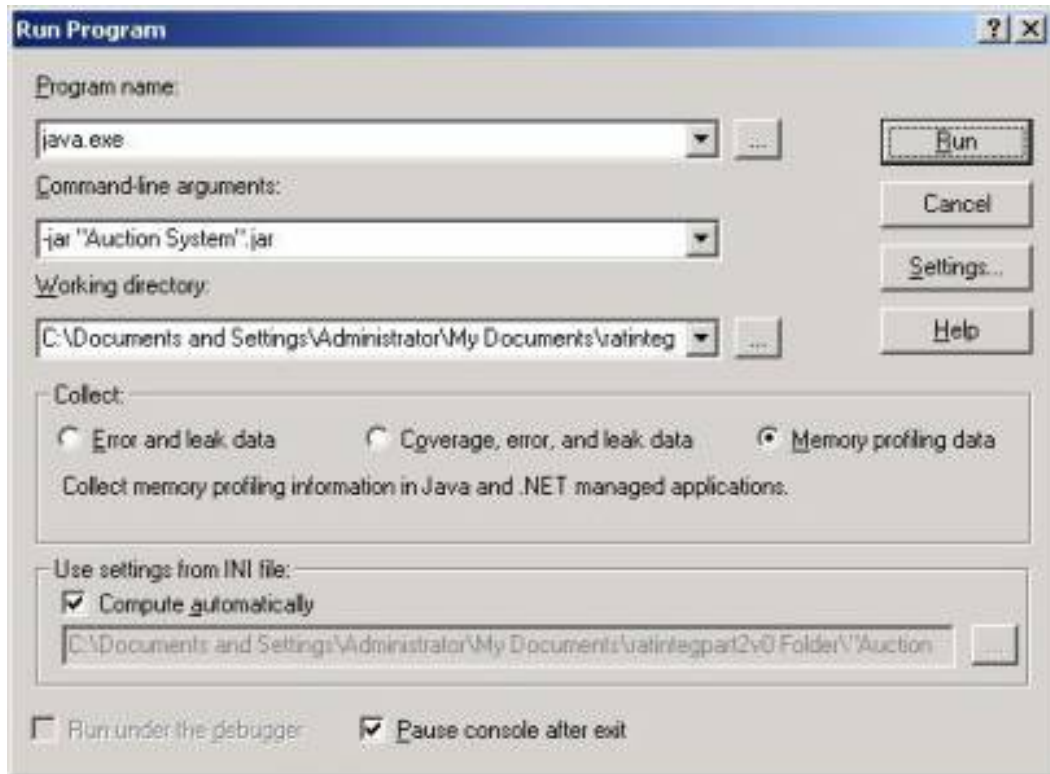 Run Program
Program name:
java.exe
...
Run
Command-line arguments:
Cancel
-jar "Auction System".jar
Settings...
Working directory:
C:\Documents and Settings\Administrator\My Documents\ratinteg
...
Help
Collect:
Error and leak data
Coverage, error, and leak data
Memory profiling data
Collect memory profiling information in Java and .NET managed applications.
Use settings from INI file:
Compute automatically
C:\Documents and Settings\Administrator\My Documents\ratintegpart2v0 Folder\"Auction
...
Run under the debugger
Pause console after exit